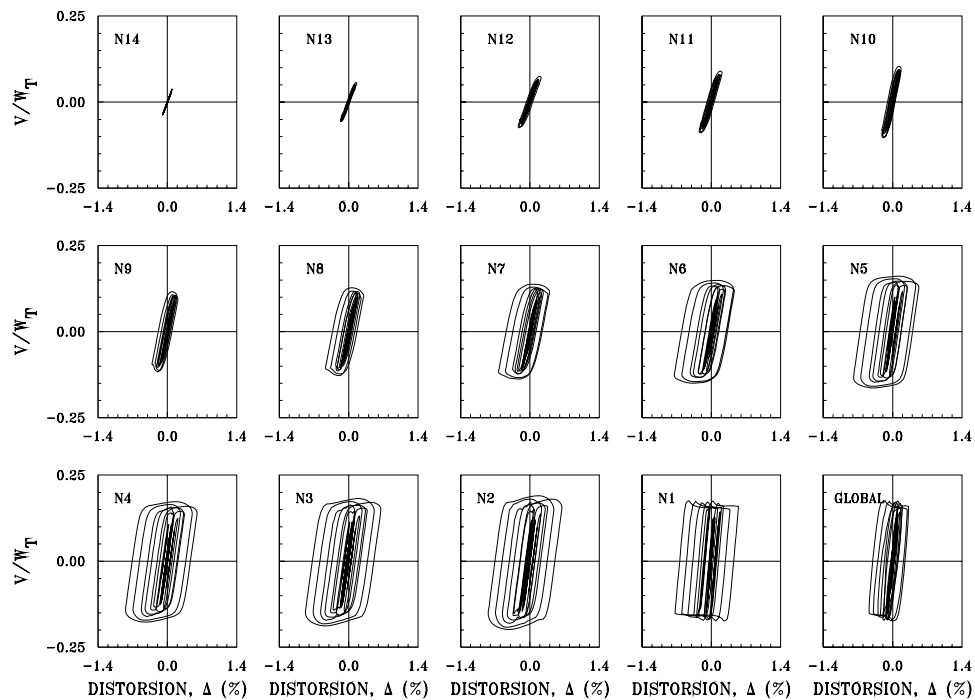 0.25
N14
N13
N12
N11
N10
V/W_T
0.00
−0.25
−1.4 0.0 1.4 −1.4 0.0 1.4 −1.4 0.0 1.4 −1.4 0.0 1.4 −1.4 0.0 1.4
0.25
N9
N8
N7
N6
N5
V/W_T
0.00
−0.25
−1.4 0.0 1.4 −1.4 0.0 1.4 −1.4 0.0 1.4 −1.4 0.0 1.4 −1.4 0.0 1.4
0.25
N4
N3
N2
N1
GLOBAL
V/W_T
0.00
−0.25
−1.4 0.0 1.4 −1.4 0.0 1.4 −1.4 0.0 1.4 −1.4 0.0 1.4 −1.4 0.0 1.4
DISTORSION, Δ (%) DISTORSION, Δ (%) DISTORSION, Δ (%) DISTORSION, Δ (%) DISTORSION, Δ (%)